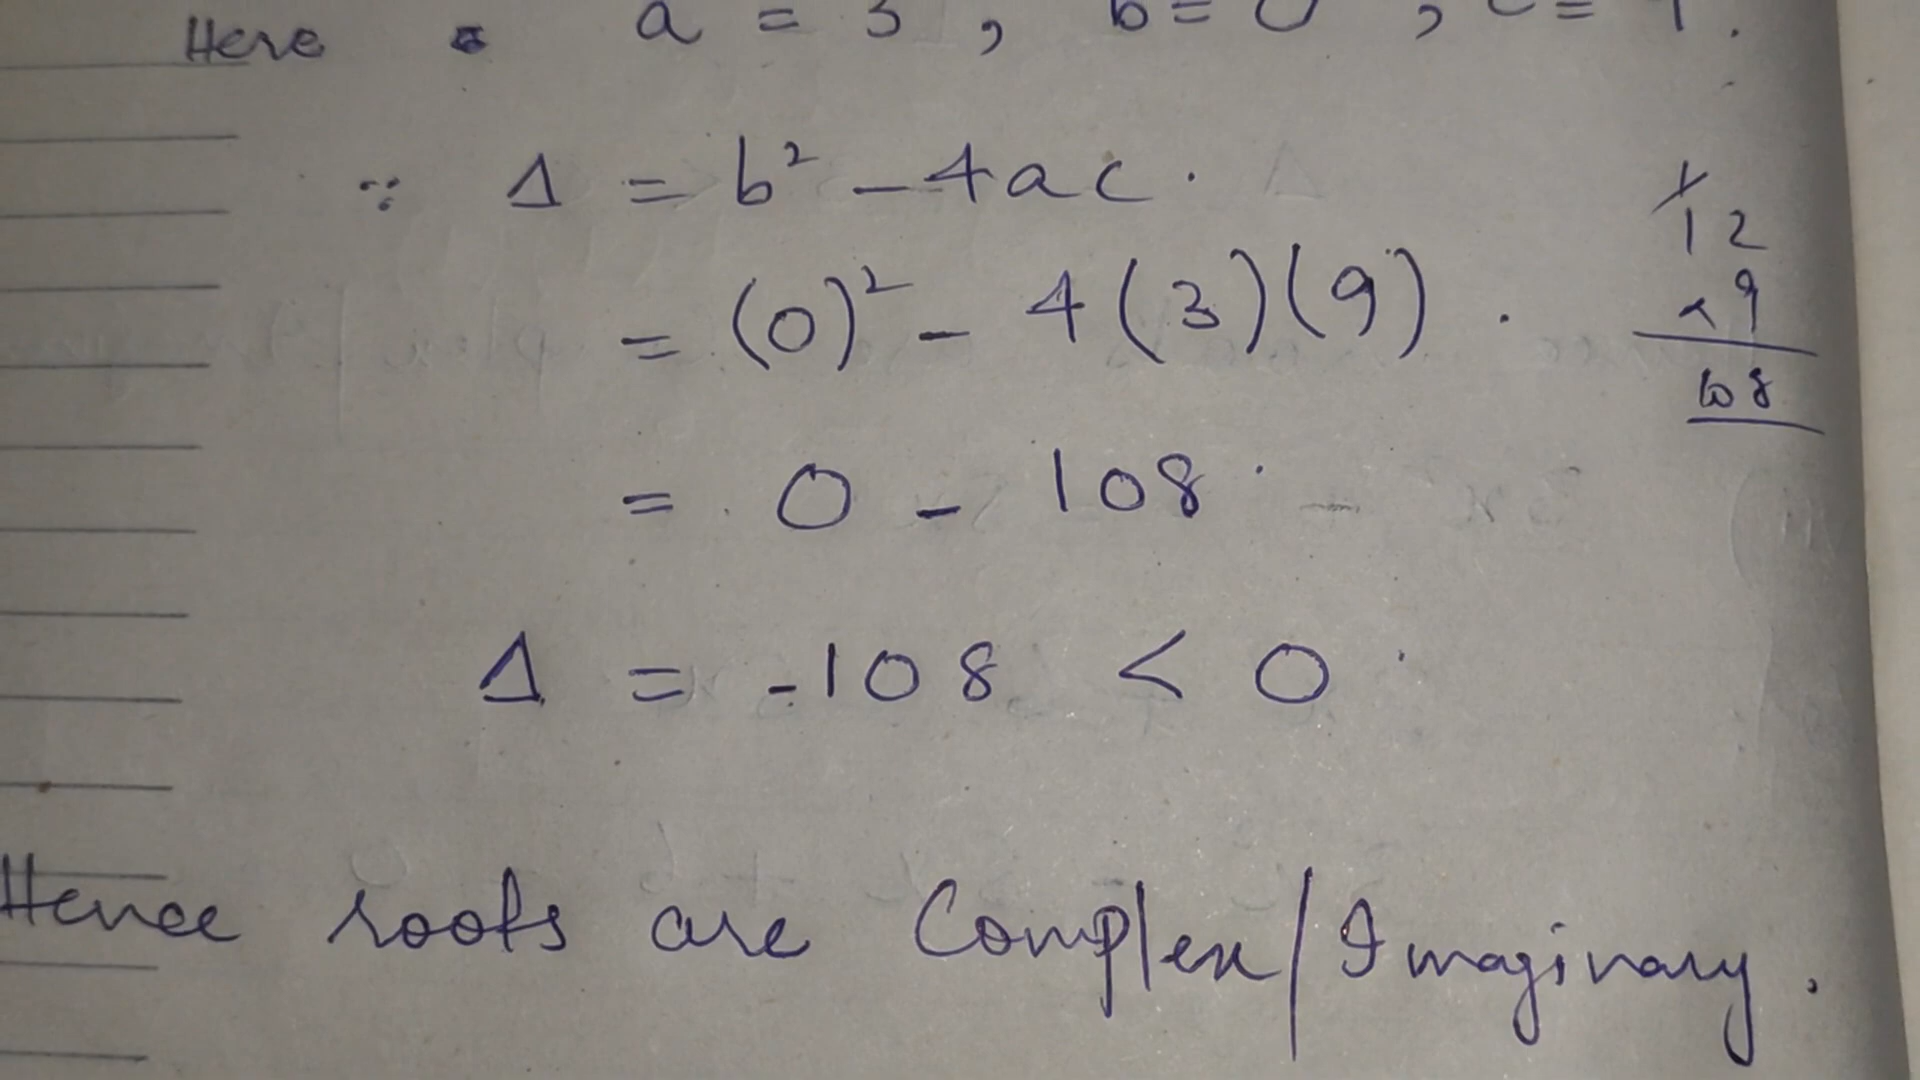 Here a = 3 , b = 0 , c = 9 .
∵ Δ = b² - 4ac .
= (0)² - 4(3)(9) .
= 0 - 108
Δ = -108 < 0
Hence roots are Complex/Imaginary.
12
×9
108